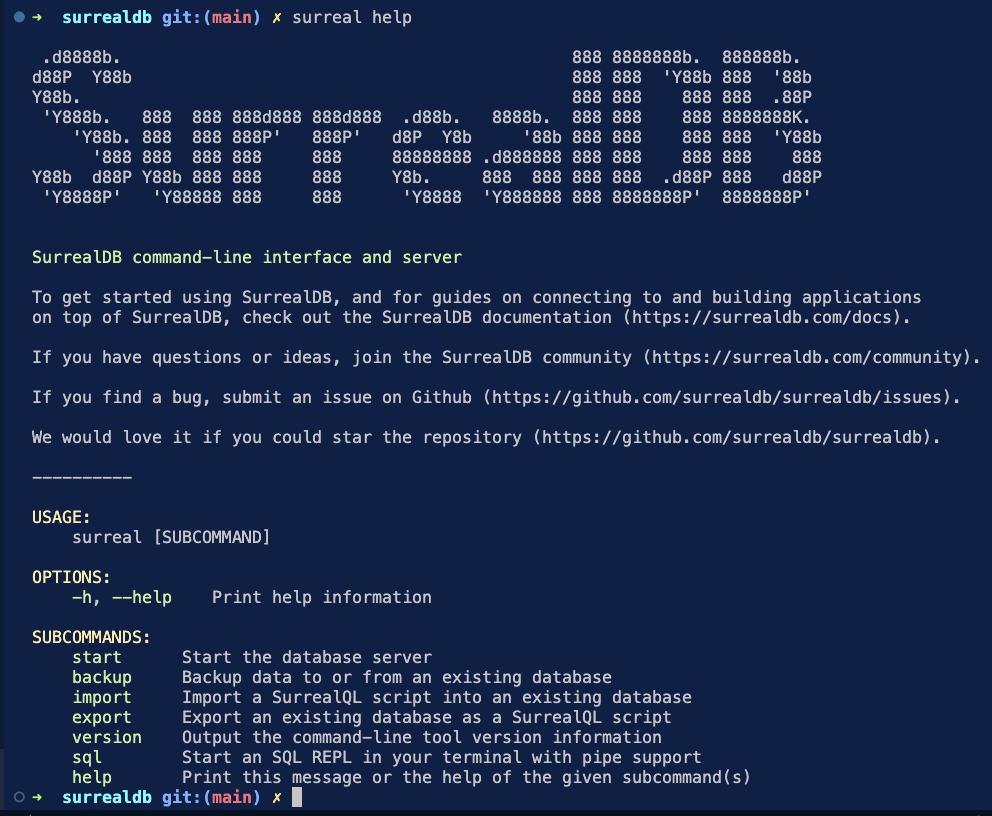 ➜  surrealdb git:(main) ✗ surreal help

 .d8888b.                                             888 8888888b.  888888b.
d88P  Y88b                                            888 888  'Y88b 888  '88b
Y88b.                                                 888 888    888 888  .88P
 'Y888b.   888  888 888d888 888d888  .d88b.   8888b.  888 888    888 8888888K.
    'Y88b. 888  888 888P'   888P'   d8P  Y8b     '88b 888 888    888 888  'Y88b
      '888 888  888 888     888     88888888 .d888888 888 888    888 888    888
Y88b  d88P Y88b 888 888     888     Y8b.     888  888 888 888  .d88P 888   d88P
 'Y8888P'   'Y88888 888     888      'Y8888  'Y888888 888 8888888P'  8888888P'

SurrealDB command-line interface and server

To get started using SurrealDB, and for guides on connecting to and building applications
on top of SurrealDB, check out the SurrealDB documentation (https://surrealdb.com/docs).

If you have questions or ideas, join the SurrealDB community (https://surrealdb.com/community).

If you find a bug, submit an issue on Github (https://github.com/surrealdb/surrealdb/issues).

We would love it if you could star the repository (https://github.com/surrealdb/surrealdb).

----------

USAGE:
    surreal [SUBCOMMAND]

OPTIONS:
    -h, --help    Print help information

SUBCOMMANDS:
    start      Start the database server
    backup     Backup data to or from an existing database
    import     Import a SurrealQL script into an existing database
    export     Export an existing database as a SurrealQL script
    version    Output the command-line tool version information
    sql        Start an SQL REPL in your terminal with pipe support
    help       Print this message or the help of the given subcommand(s)
➜  surrealdb git:(main) ✗